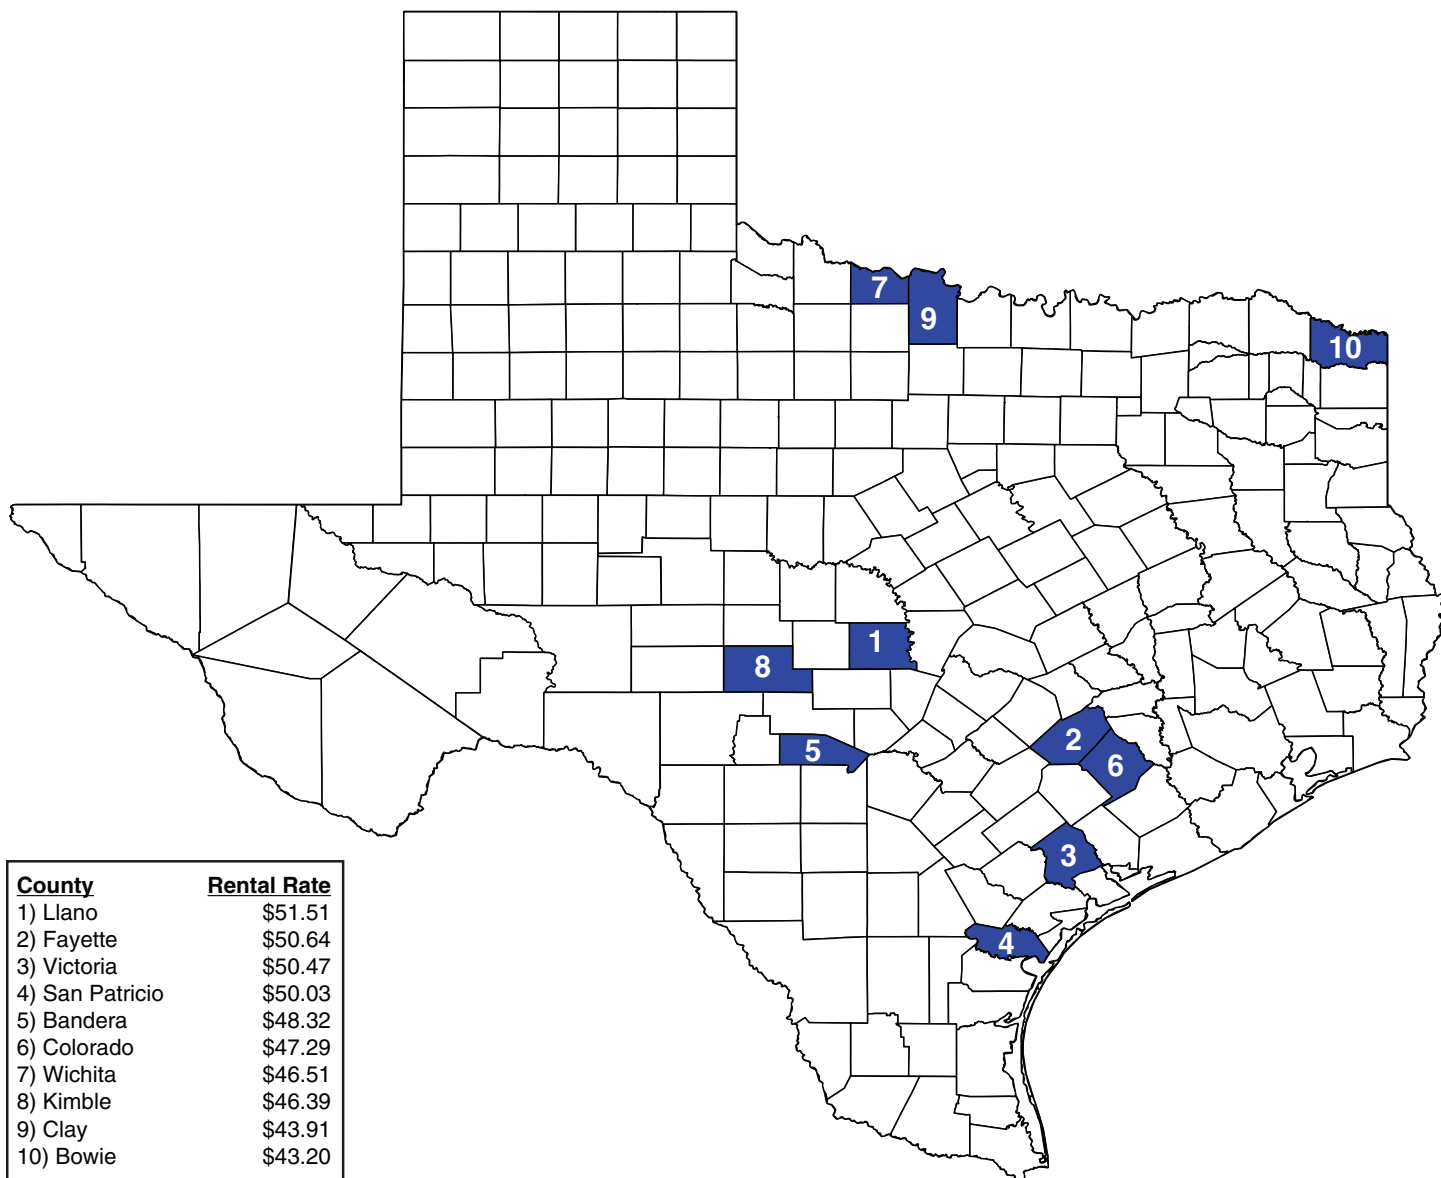 7
9
10
1
8
2
5
6
3
4
County Rental Rate
1) Llano $51.51
2) Fayette $50.64
3) Victoria $50.47
4) San Patricio $50.03
5) Bandera $48.32
6) Colorado $47.29
7) Wichita $46.51
8) Kimble $46.39
9) Clay $43.91
10) Bowie $43.20